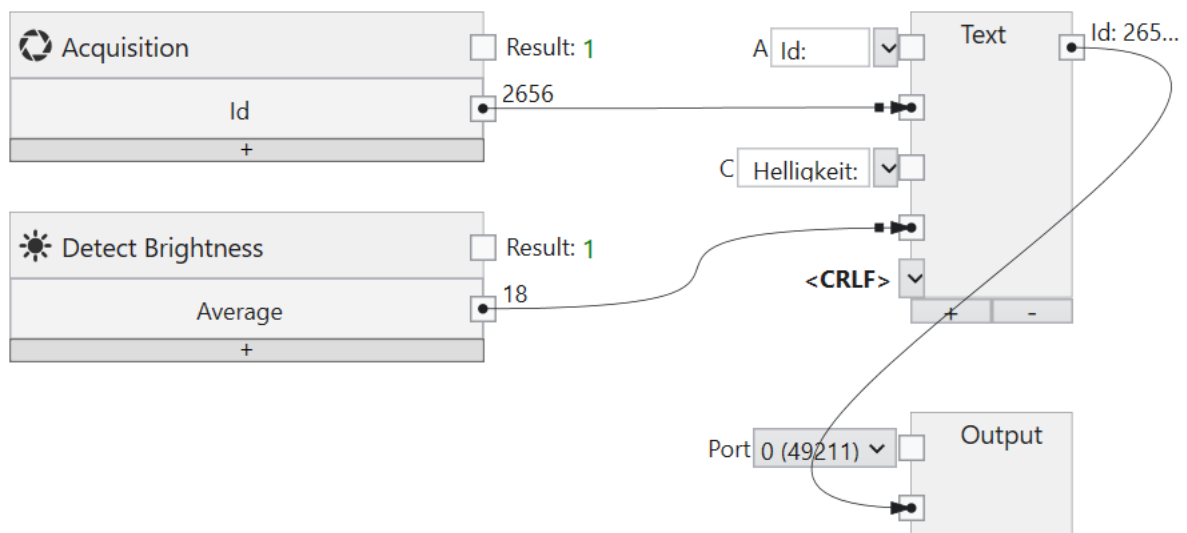 Acquisition
Result: 1
Id
2656
+
Detect Brightness
Result: 1
Average
18
+
A Id:
C Helligkeit:
<CRLF>
Text
Id: 265...
+ -
Output
Port 0 (49211)